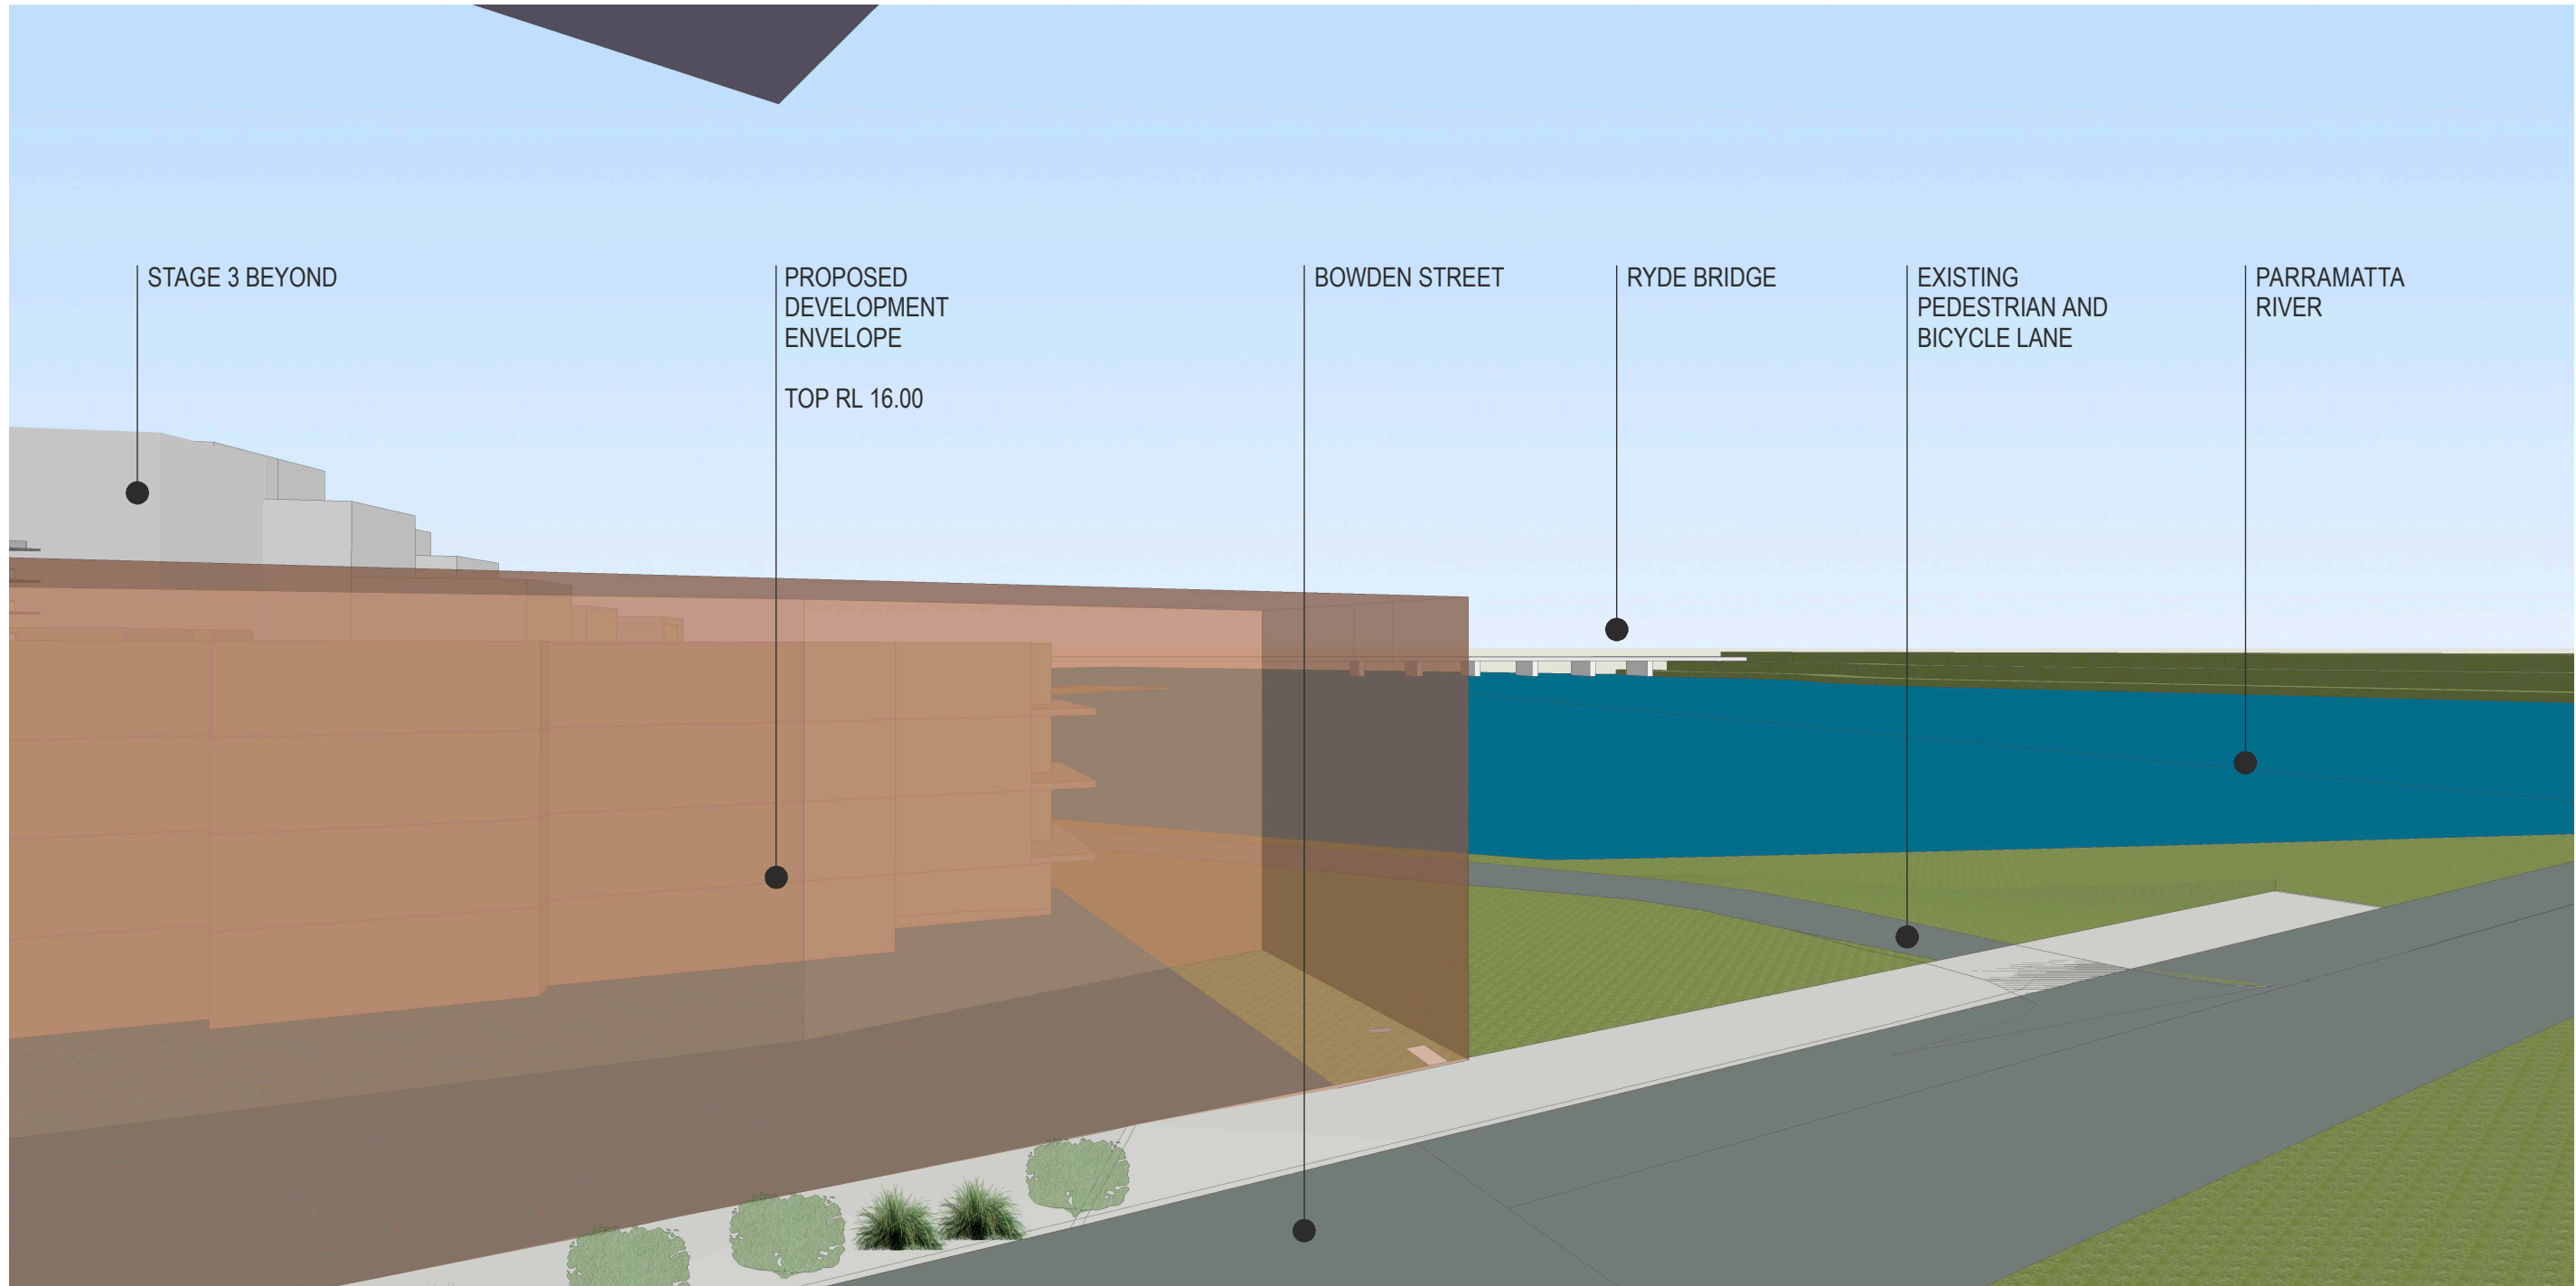 STAGE 3 BEYOND
PROPOSED
DEVELOPMENT
ENVELOPE
TOP RL 16.00
BOWDEN STREET
RYDE BRIDGE
EXISTING
PEDESTRIAN AND
BICYCLE LANE
PARRAMATTA
RIVER